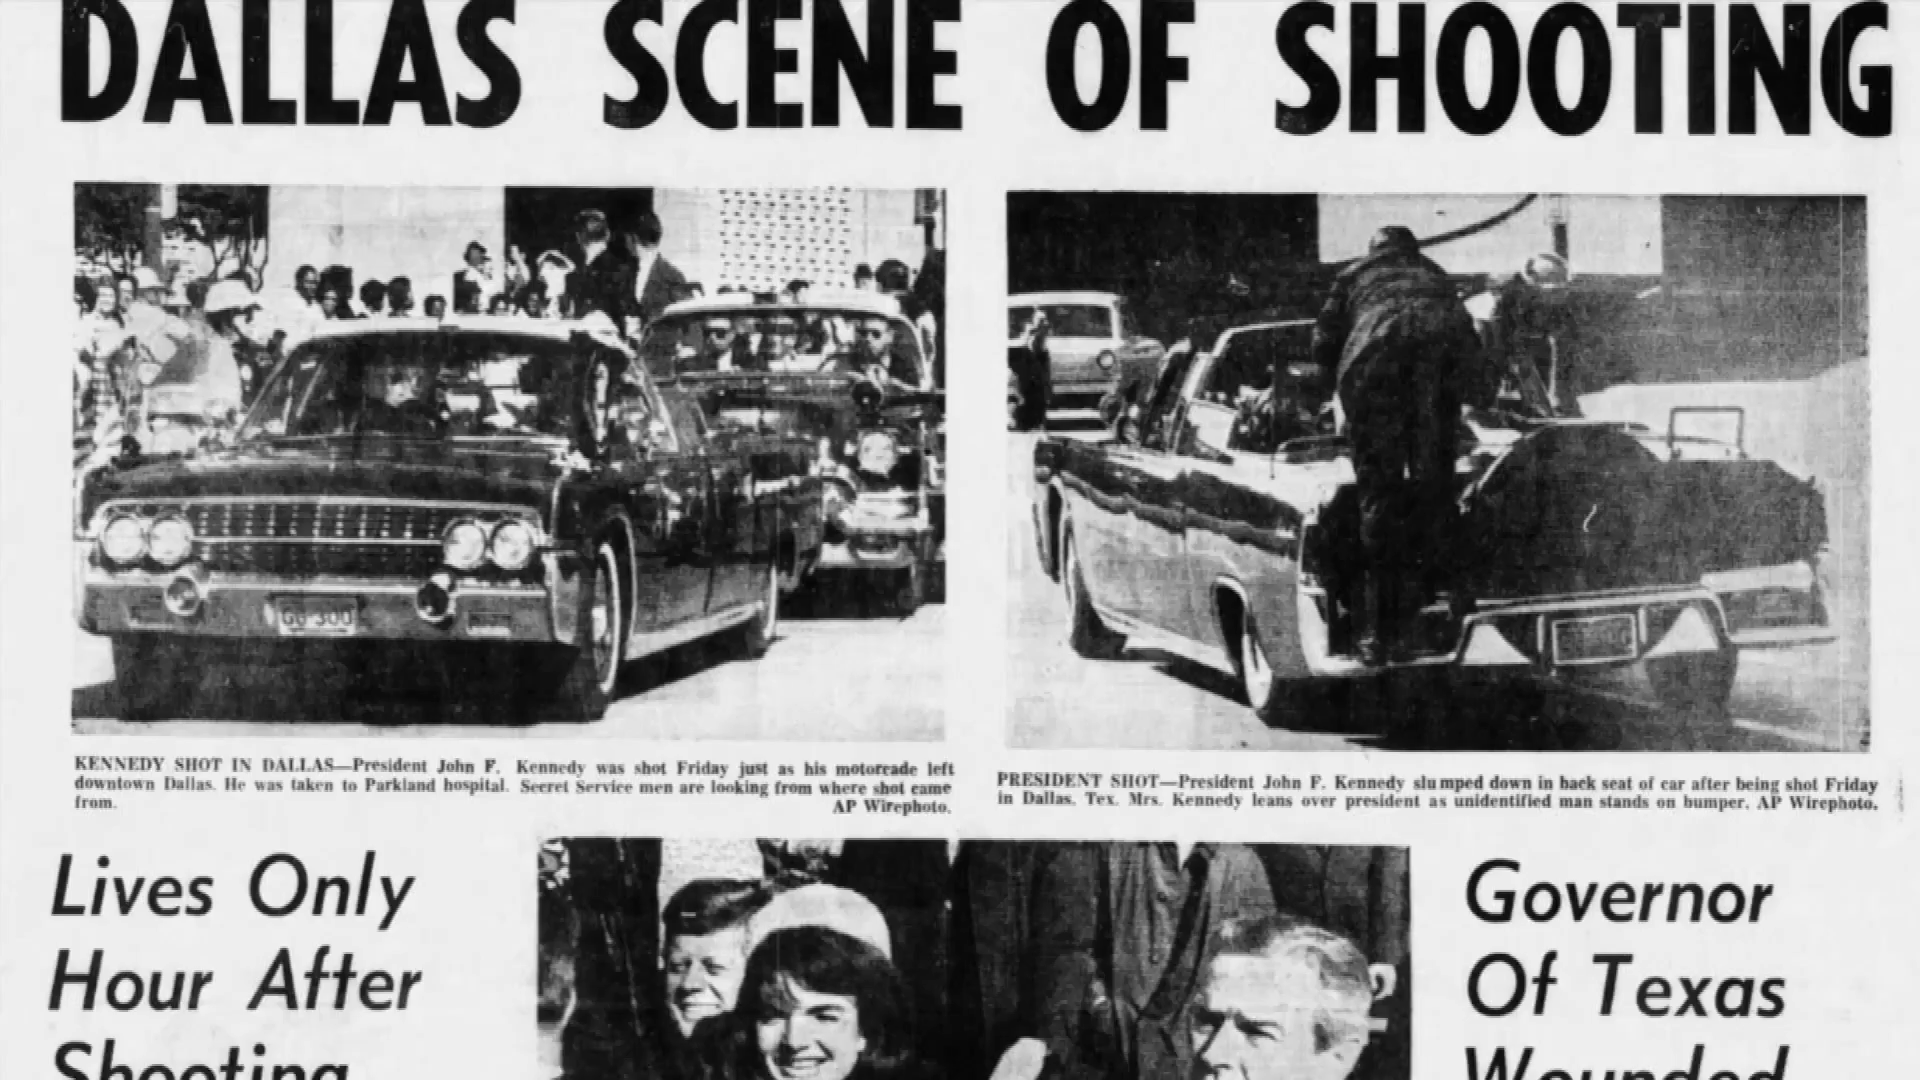 DALLAS SCENE OF SHOOTING
KENNEDY SHOT IN DALLAS—President John F. Kennedy was shot Friday just as his motorcade left
downtown Dallas. He was taken to Parkland hospital. Secret Service men are looking from where shot came
from. AP Wirephoto.
PRESIDENT SHOT—President John F. Kennedy slumped down in back seat of car after being shot Friday
in Dallas, Tex. Mrs. Kennedy leans over president as unidentified man stands on bumper. AP Wirephoto.
Lives Only
Hour After
Shooting
Governor
Of Texas
Wounded